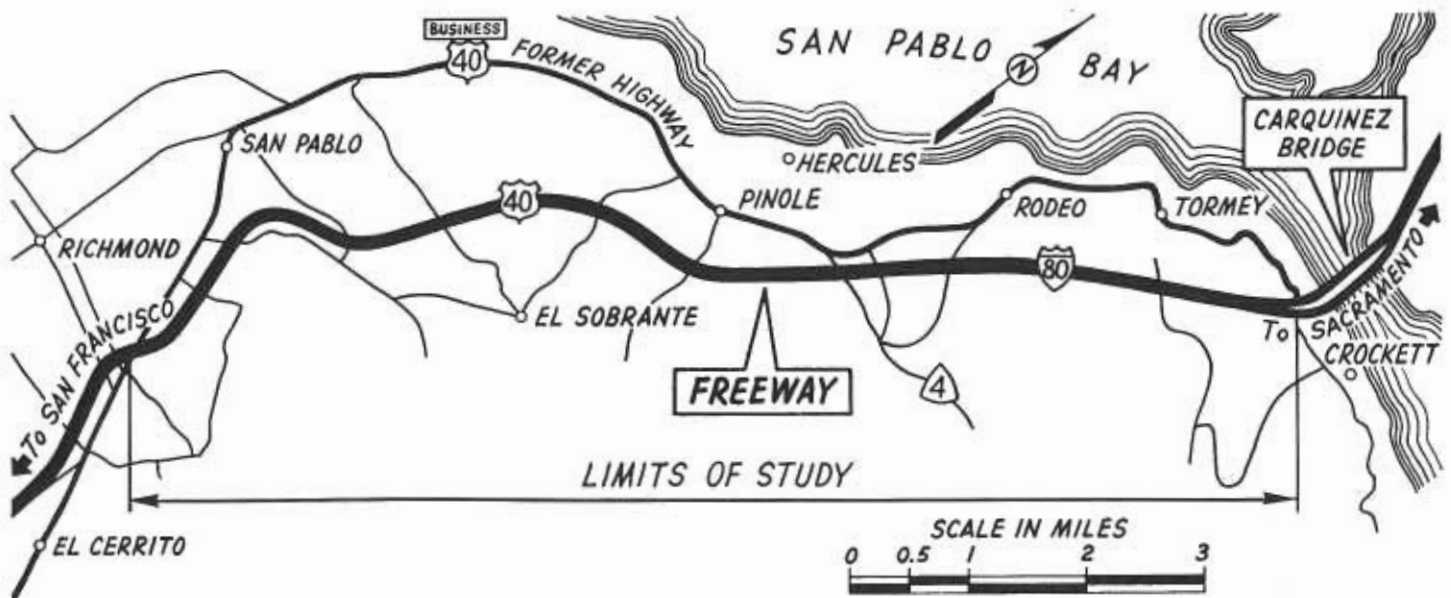 BUSINESS
40
FORMER HIGHWAY
SAN PABLO BAY
N
CARQUINEZ
BRIDGE
SAN PABLO
HERCULES
40
PINOLE
RODEO
TORMEY
RICHMOND
80
EL SOBRANTE
TO SAN FRANCISCO
TO SACRAMENTO
CROCKETT
FREEWAY
4
LIMITS OF STUDY
EL CERRITO
SCALE IN MILES
0 0.5 1 2 3